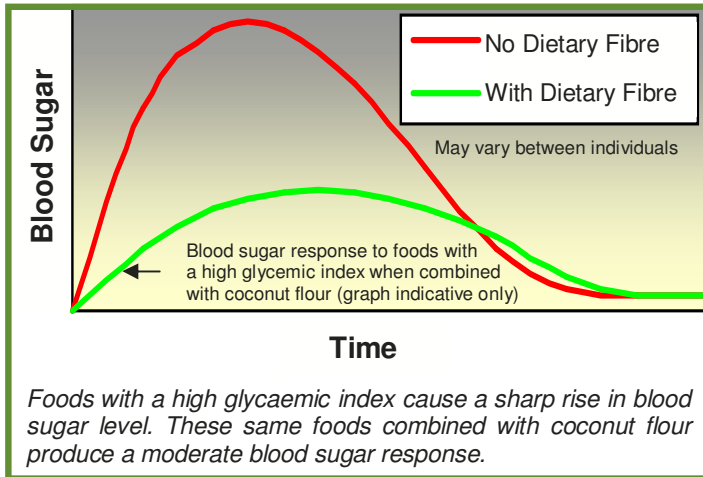 No Dietary Fibre
With Dietary Fibre
May vary between individuals
Blood Sugar
Blood sugar response to foods with
a high glycemic index when combined
with coconut flour (graph indicative only)
Time
Foods with a high glycaemic index cause a sharp rise in blood
sugar level. These same foods combined with coconut flour
produce a moderate blood sugar response.